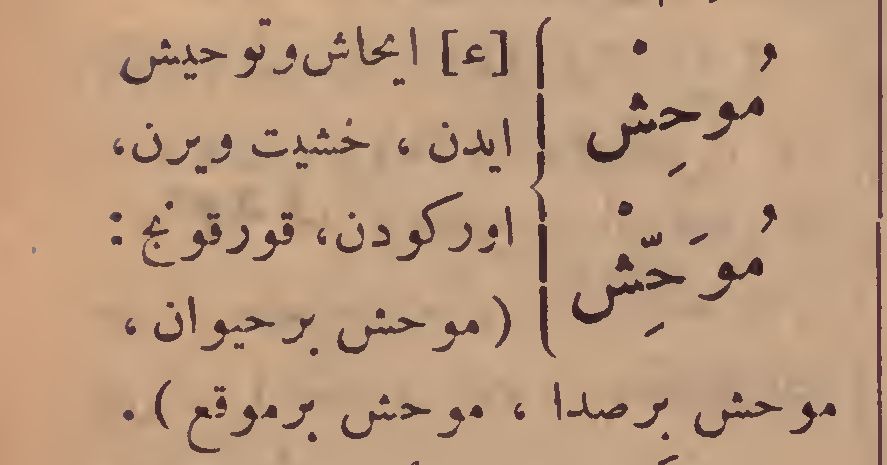 مُوحِشْ [ع] ایحاش وتوحیش
ایدن ، خشیت ویرن،
مُوَحِّشْ اورکودن، قورقونج :
(موحش برحیوان ،
موحش برصدا ، موحش برموقع).